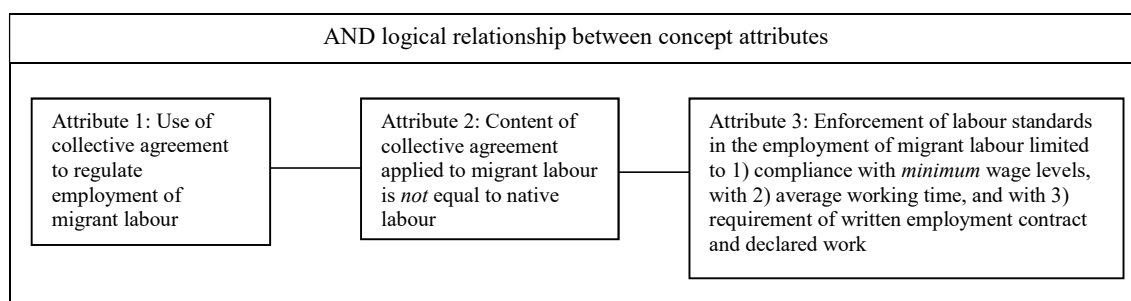 AND logical relationship between concept attributes
Attribute 1: Use of
collective agreement
to regulate
employment of
migrant labour
Attribute 2: Content of
collective agreement
applied to migrant labour
is not equal to native
labour
Attribute 3: Enforcement of labour standards
in the employment of migrant labour limited
to 1) compliance with minimum wage levels,
with 2) average working time, and with 3)
requirement of written employment contract
and declared work